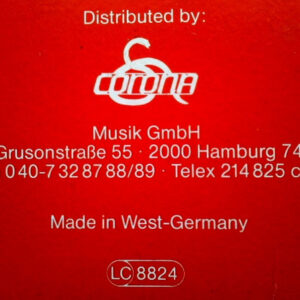 Distributed by:
corona
Musik GmbH
Grusonstraße 55 · 2000 Hamburg 74
040-7 32 87 88/89 · Telex 214 825 c
Made in West-Germany
LC 8824